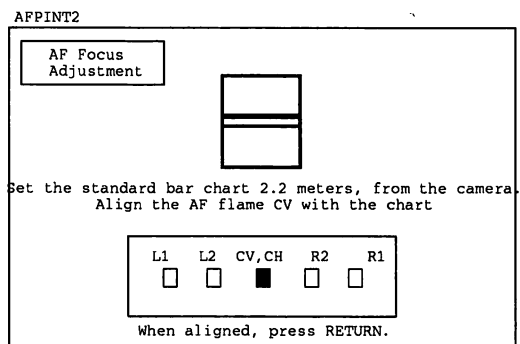 AFPINT2
AF Focus
Adjustment
Set the standard bar chart 2.2 meters, from the camera.
Align the AF flame CV with the chart
L1 L2 CV,CH R2 R1
When aligned, press RETURN.